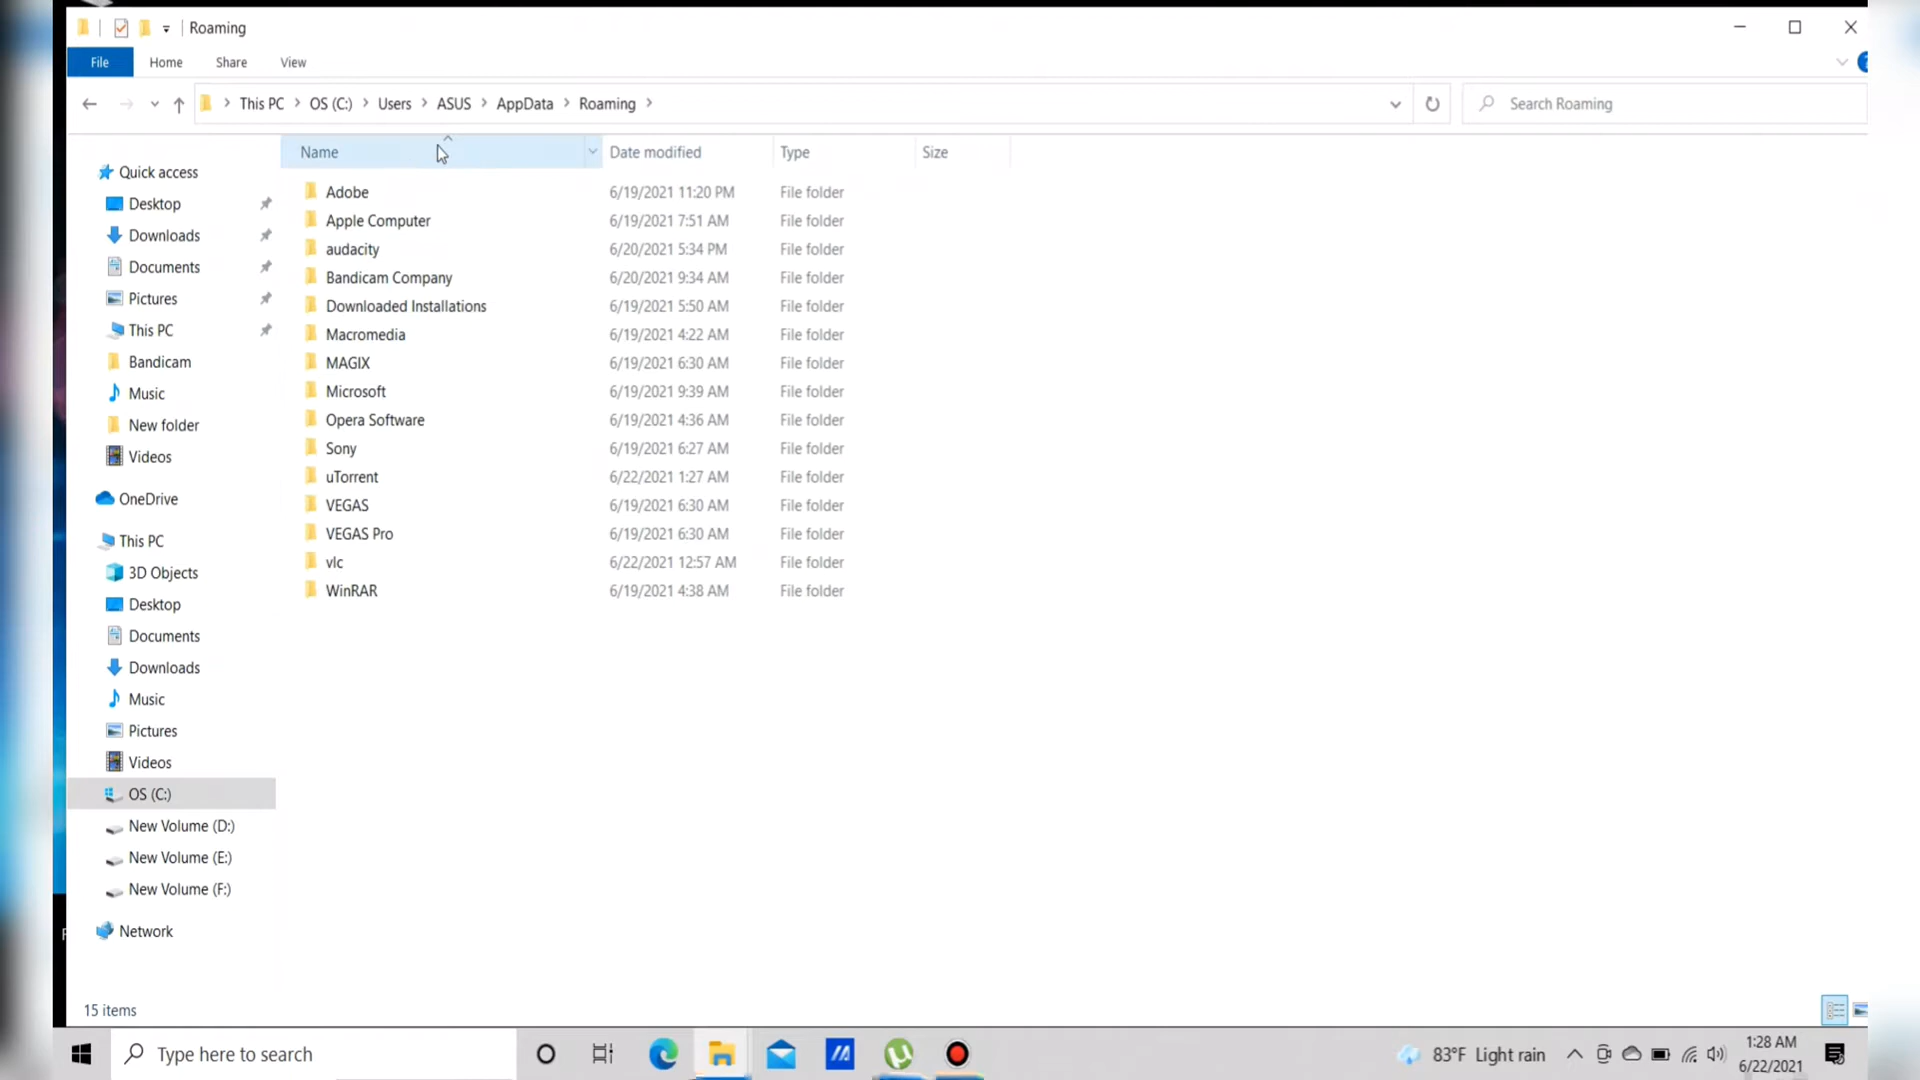 Roaming
File Home Share View
This PC OS (C:) Users ASUS AppData Roaming
Search Roaming
Name Date modified Type Size
Quick access
Desktop
Downloads
Documents
Pictures
This PC
Bandicam
Music
New folder
Videos
OneDrive
This PC
3D Objects
Desktop
Documents
Downloads
Music
Pictures
Videos
OS (C:)
New Volume (D:)
New Volume (E:)
New Volume (F:)
Network
Adobe 6/19/2021 11:20 PM File folder
Apple Computer 6/19/2021 7:51 AM File folder
audacity 6/20/2021 5:34 PM File folder
Bandicam Company 6/20/2021 9:34 AM File folder
Downloaded Installations 6/19/2021 5:50 AM File folder
Macromedia 6/19/2021 4:22 AM File folder
MAGIX 6/19/2021 6:30 AM File folder
Microsoft 6/19/2021 9:39 AM File folder
Opera Software 6/19/2021 4:36 AM File folder
Sony 6/19/2021 6:27 AM File folder
uTorrent 6/22/2021 1:27 AM File folder
VEGAS 6/19/2021 6:30 AM File folder
VEGAS Pro 6/19/2021 6:30 AM File folder
vlc 6/22/2021 12:57 AM File folder
WinRAR 6/19/2021 4:38 AM File folder
15 items
Type here to search
83°F Light rain
1:28 AM
6/22/2021